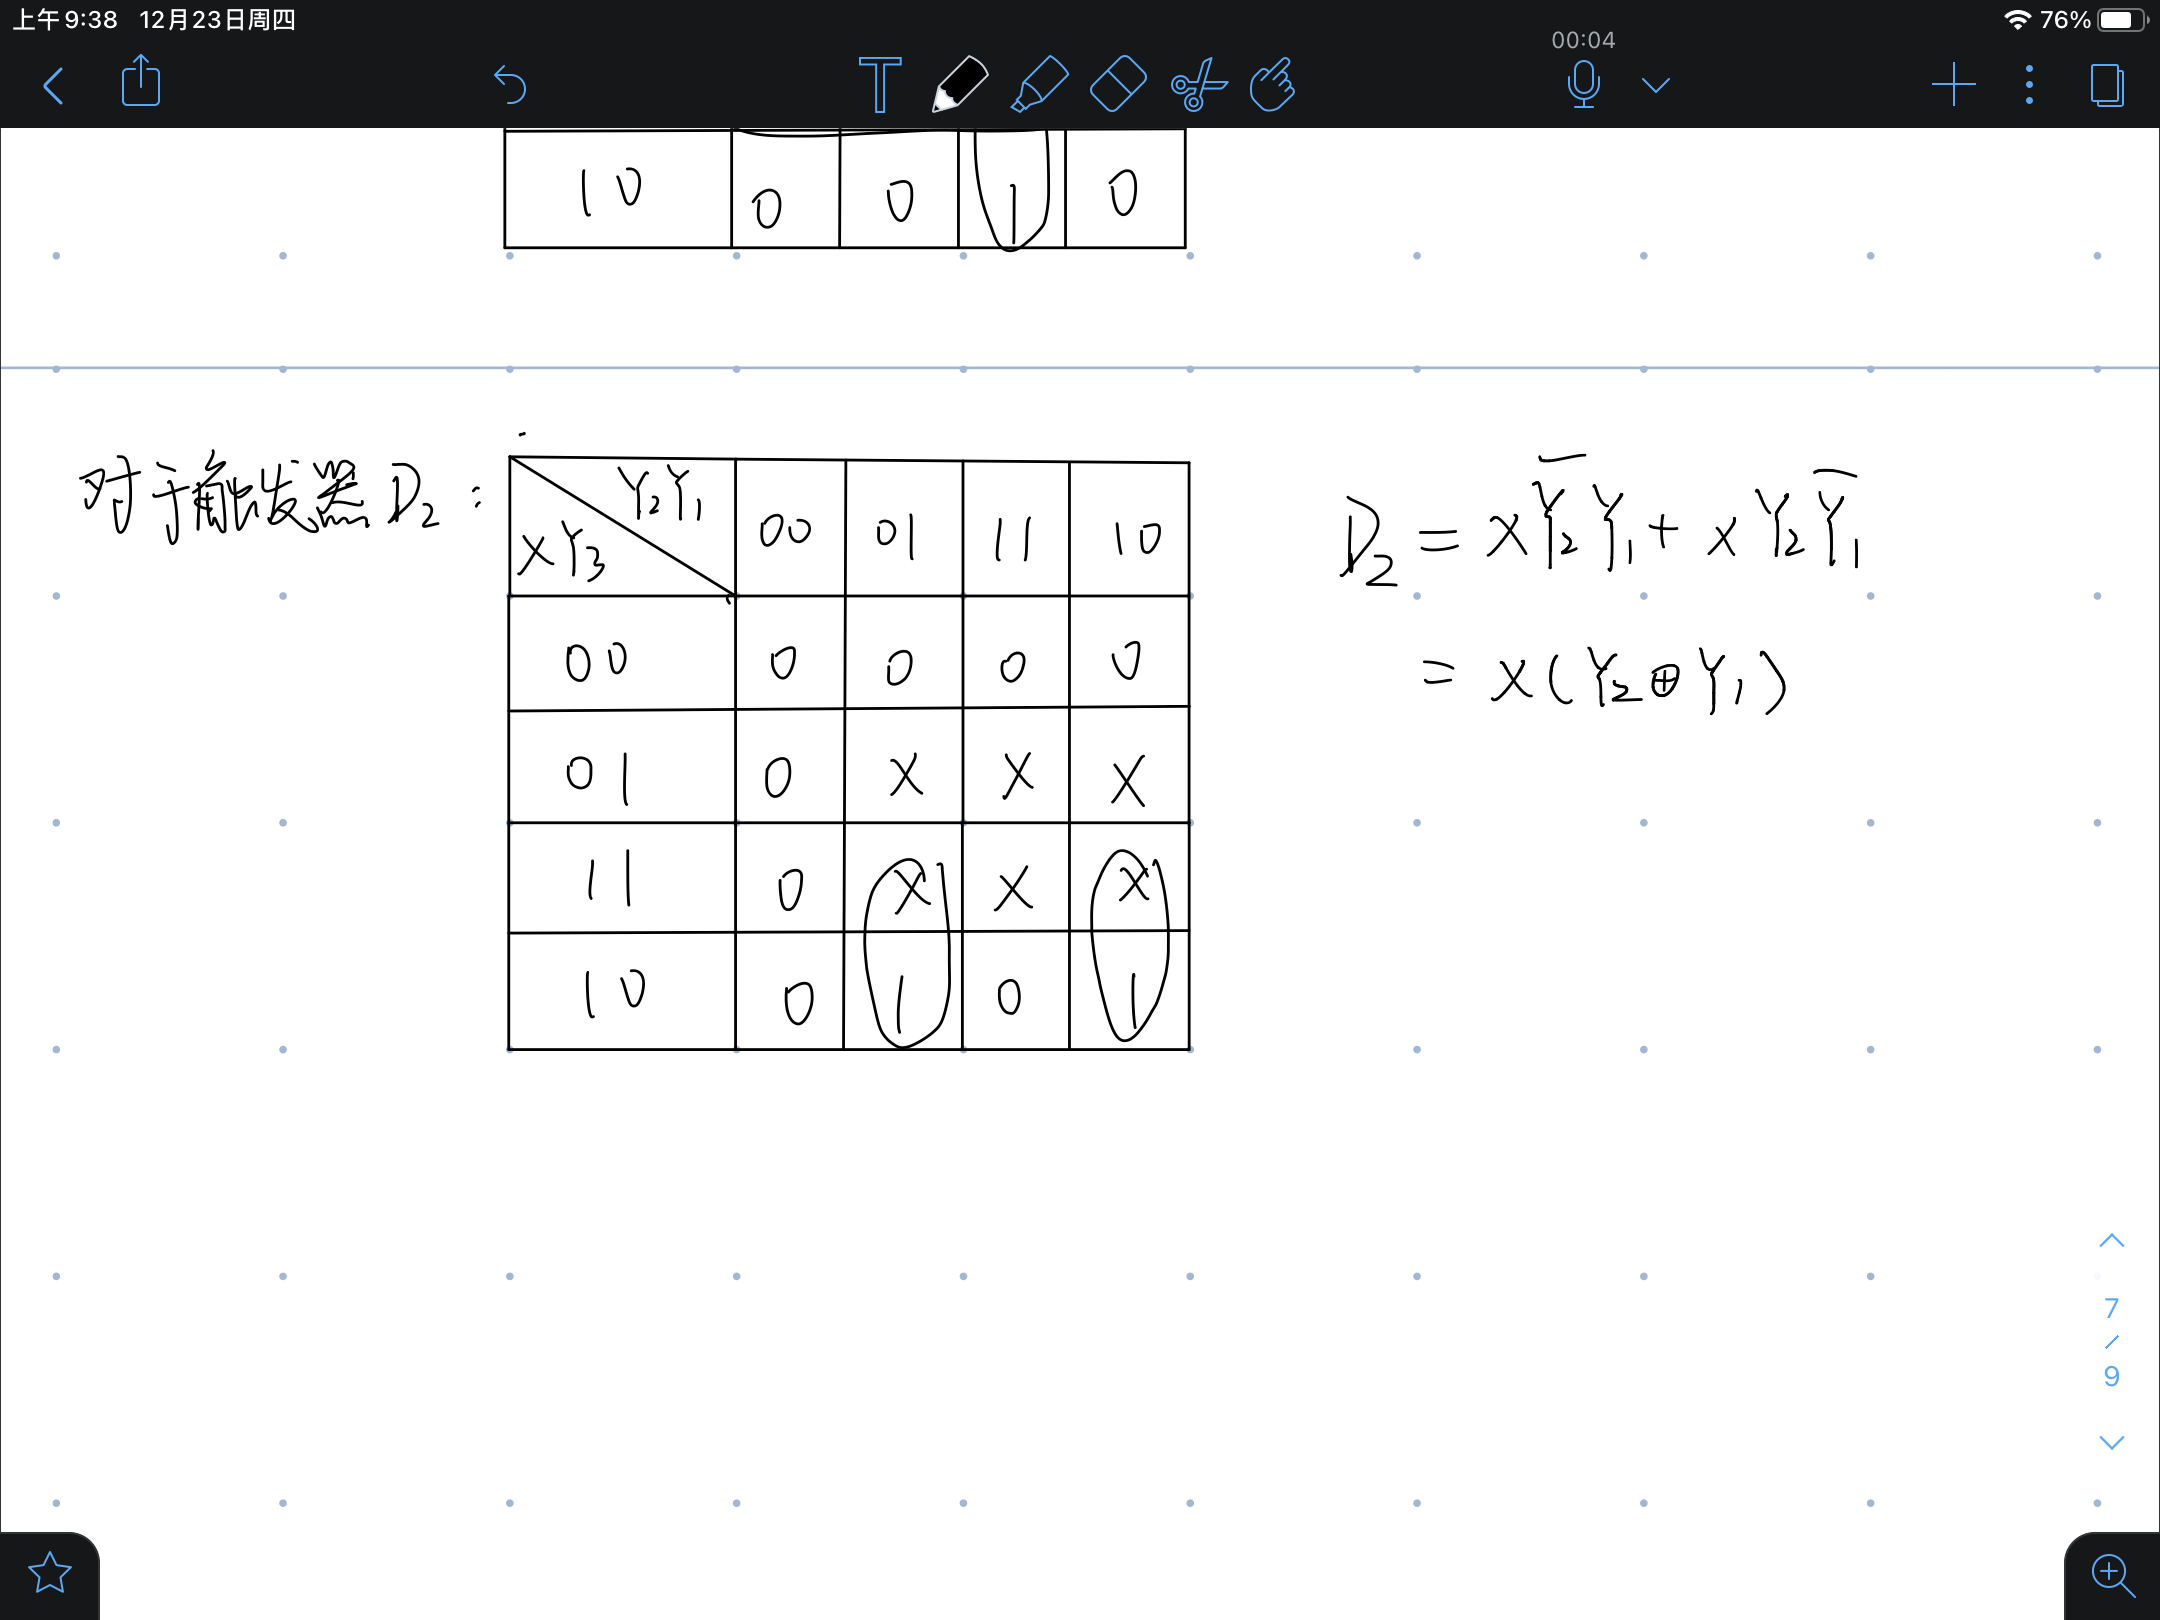 上午9:38 12月23日周四 76%
00:04
T
10 0 0 1 0
对于触发器D₂:
XY₃ Y₂Y₁ 00 01 11 10
00 0 0 0 0
01 0 X X X
11 0 X X X
10 0 1 0 1
D₂ = XY̅₂Y₁ + XY₂Y̅₁
= X(Y₂⊕Y₁)
7
/
9